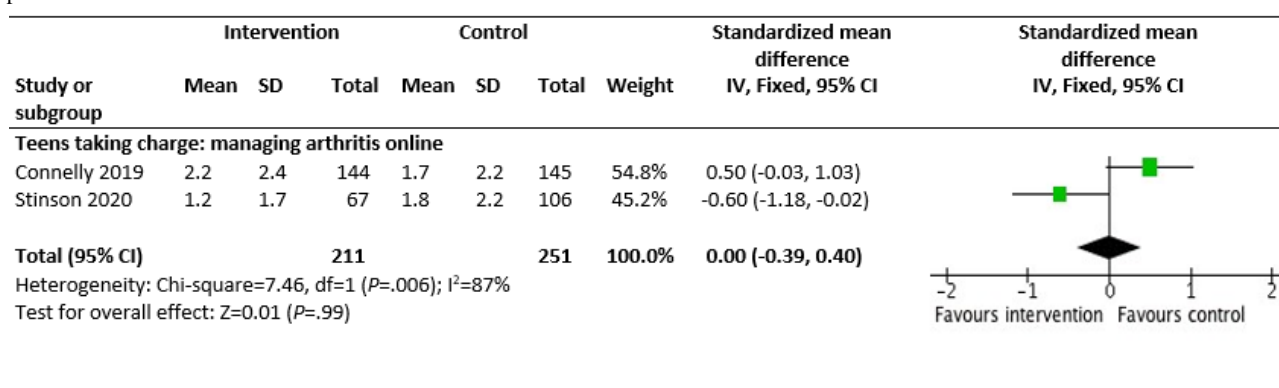 Intervention Control Standardized mean difference Standardized mean difference
Study or subgroup Mean SD Total Mean SD Total Weight IV, Fixed, 95% CI IV, Fixed, 95% CI
Teens taking charge: managing arthritis online
Connelly 2019 2.2 2.4 144 1.7 2.2 145 54.8% 0.50 (-0.03, 1.03)
Stinson 2020 1.2 1.7 67 1.8 2.2 106 45.2% -0.60 (-1.18, -0.02)
Total (95% CI) 211 251 100.0% 0.00 (-0.39, 0.40)
Heterogeneity: Chi-square=7.46, df=1 (P=.006); I²=87%
Test for overall effect: Z=0.01 (P=.99)
−2 −1 0 1 2
Favours intervention Favours control